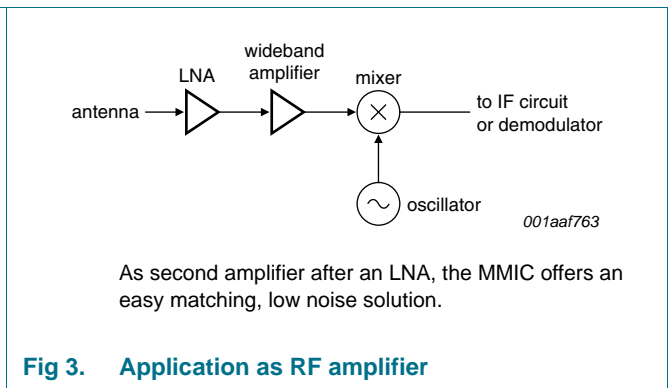 wideband
amplifier
LNA
mixer
antenna
to IF circuit
or demodulator
oscillator
001aaf763
As second amplifier after an LNA, the MMIC offers an
easy matching, low noise solution.
Fig 3. Application as RF amplifier